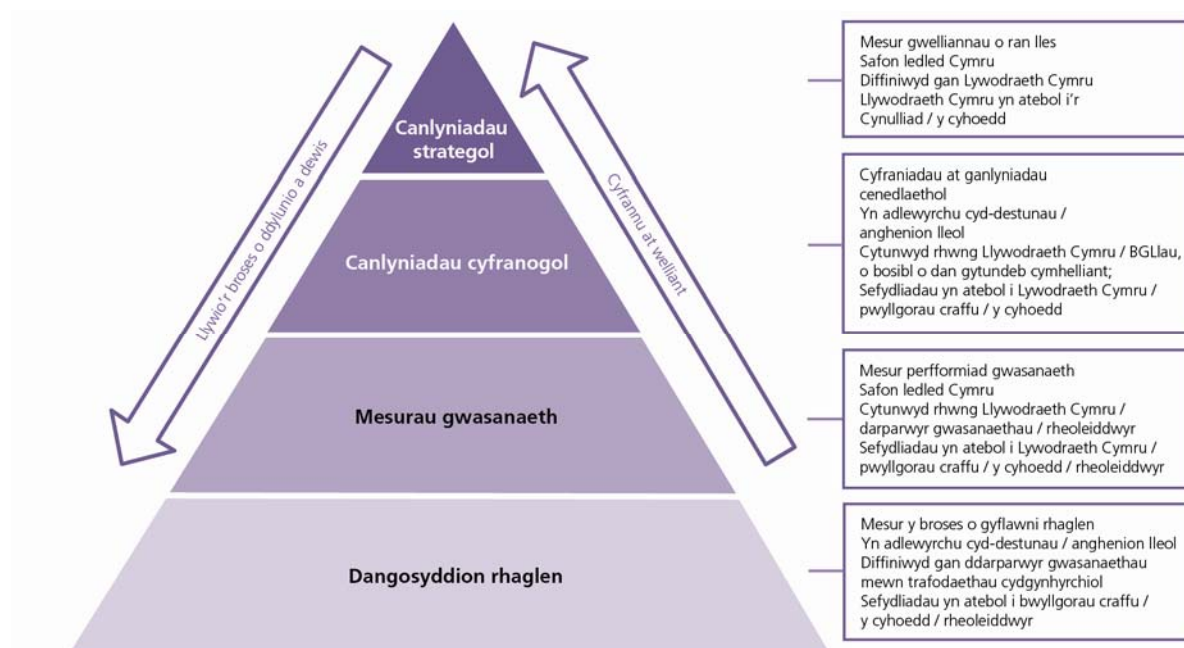 Canlyniadau
strategol
Canlyniadau cyfranogol
Mesurau gwasanaeth
Dangosyddion rhaglen
Llywio'r broses o ddylunio a dewis
Cyfrannu at welliant
Mesur gwelliannau o ran lles
Safon ledled Cymru
Diffiniwyd gan Lywodraeth Cymru
Llywodraeth Cymru yn atebol i'r
Cynulliad / y cyhoedd
Cyfraniadau at ganlyniadau
cenedlaethol
Yn adlewyrchu cyd-destunau /
anghenion lleol
Cytunwyd rhwng Llywodraeth Cymru / BGLlau,
o bosibl o dan gytundeb cymhelliant;
Sefydliadau yn atebol i Lywodraeth Cymru /
pwyllgorau craffu / y cyhoedd
Mesur perfformiad gwasanaeth
Safon ledled Cymru
Cytunwyd rhwng Llywodraeth Cymru /
darparwyr gwasanaethau / rheoleiddwyr
Sefydliadau yn atebol i Lywodraeth Cymru /
pwyllgorau craffu / y cyhoedd / rheoleiddwyr
Mesur y broses o gyflawni rhaglen
Yn adlewyrchu cyd-destunau / anghenion lleol
Diffiniwyd gan ddarparwyr gwasanaethau
mewn trafodaethau cydgynhyrchiol
Sefydliadau yn atebol i bwyllgorau craffu /
y cyhoedd / rheoleiddwyr